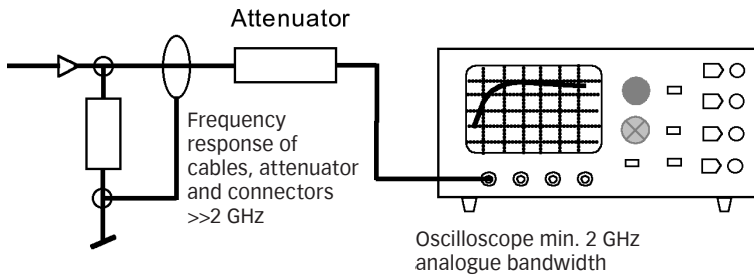 Attenuator
Frequency
response of
cables, attenuator
and connectors
>>2 GHz
Oscilloscope min. 2 GHz
analogue bandwidth